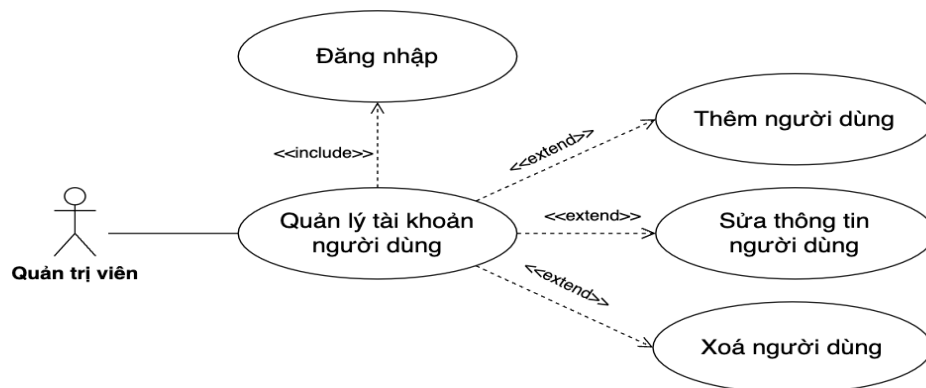 Đăng nhập
<<include>>
Thêm người dùng
<<extend>>
Quản lý tài khoản
người dùng
<<extend>>
Sửa thông tin
người dùng
Quản trị viên
<<extend>>
Xoá người dùng